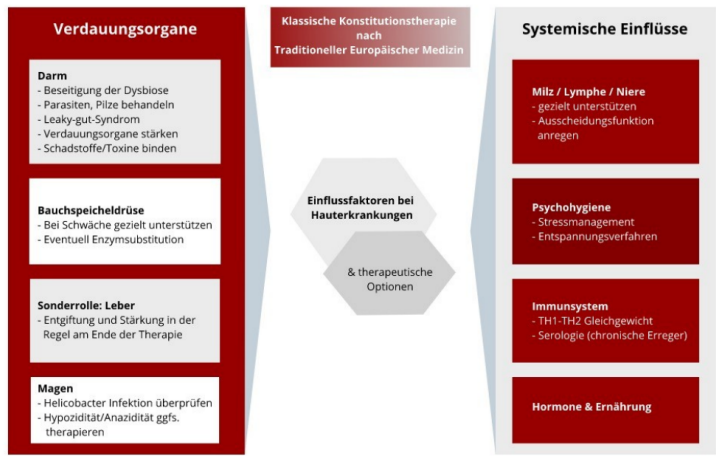 Verdauungsorgane
Darm
- Beseitigung der Dysbiose
- Parasiten, Pilze behandeln
- Leaky-gut-Syndrom
- Verdauungsorgane stärken
- Schadstoffe/Toxine binden
Bauchspeicheldrüse
- Bei Schwäche gezielt unterstützen
- Eventuell Enzymsubstitution
Sonderrolle: Leber
- Entgiftung und Stärkung in der
Regel am Ende der Therapie
Magen
- Helicobacter Infektion überprüfen
- Hypozidität/Anazidität ggfs.
therapieren
Klassische Konstitutionstherapie
nach
Traditioneller Europäischer Medizin
Einflussfaktoren bei
Hauterkrankungen
& therapeutische
Optionen
Systemische Einflüsse
Milz / Lymphe / Niere
- gezielt unterstützen
- Ausscheidungsfunktion
anregen
Psychohygiene
- Stressmanagement
- Entspannungsverfahren
Immunsystem
- TH1-TH2 Gleichgewicht
- Serologie (chronische Erreger)
Hormone & Ernährung